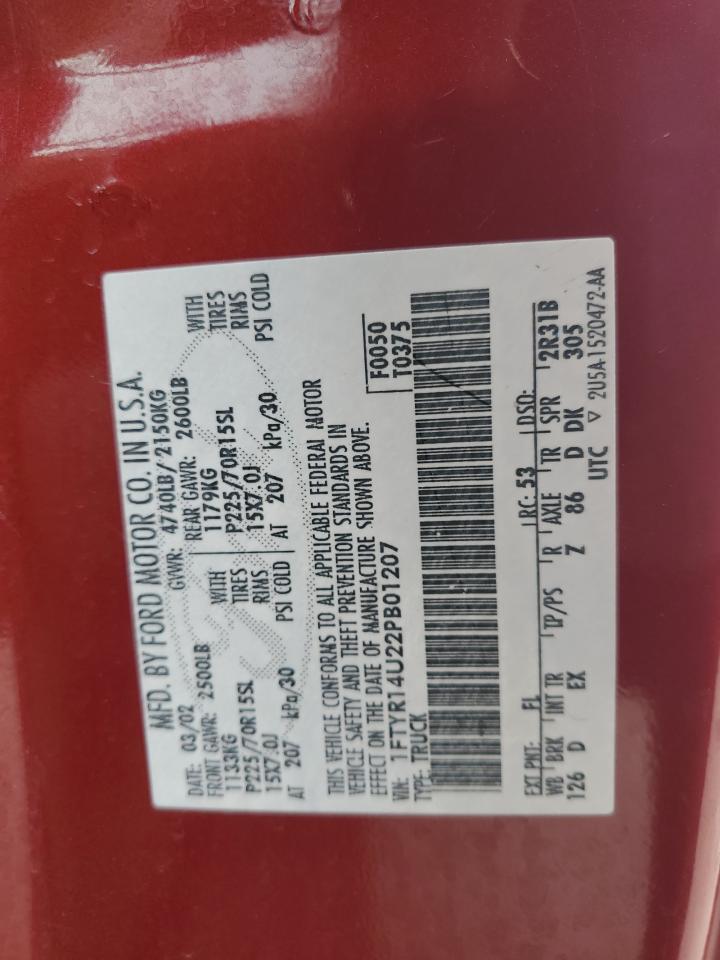 MFD. BY FORD MOTOR CO. IN U.S.A.
DATE: 03/02 GVWR: 4740LB/ 2150KG
FRONT GAWR: 2500LB REAR GAWR: 2600LB
1133KG WITH 1179KG WITH
P225/70R15SL TIRES P225/70R15SL TIRES
15X7.0J RIMS 15X7.0J RIMS
AT 207 kPa/30 PSI COLD AT 207 kPa/30 PSI COLD
THIS VEHICLE CONFORMS TO ALL APPLICABLE FEDERAL MOTOR
VEHICLE SAFETY AND THEFT PREVENTION STANDARDS IN
EFFECT ON THE DATE OF MANUFACTURE SHOWN ABOVE.
VIN: 1FTYR14U22PB01207
TYPE: TRUCK
F0050
T0375
EXT PNT: FL RC: 53 DSO:
WB BRK INT TR TP/PS R AXLE TR SPR 2R31B
126 D EX Z 86 D DK 305
UTC ▽ 2U5A-1520472-AA